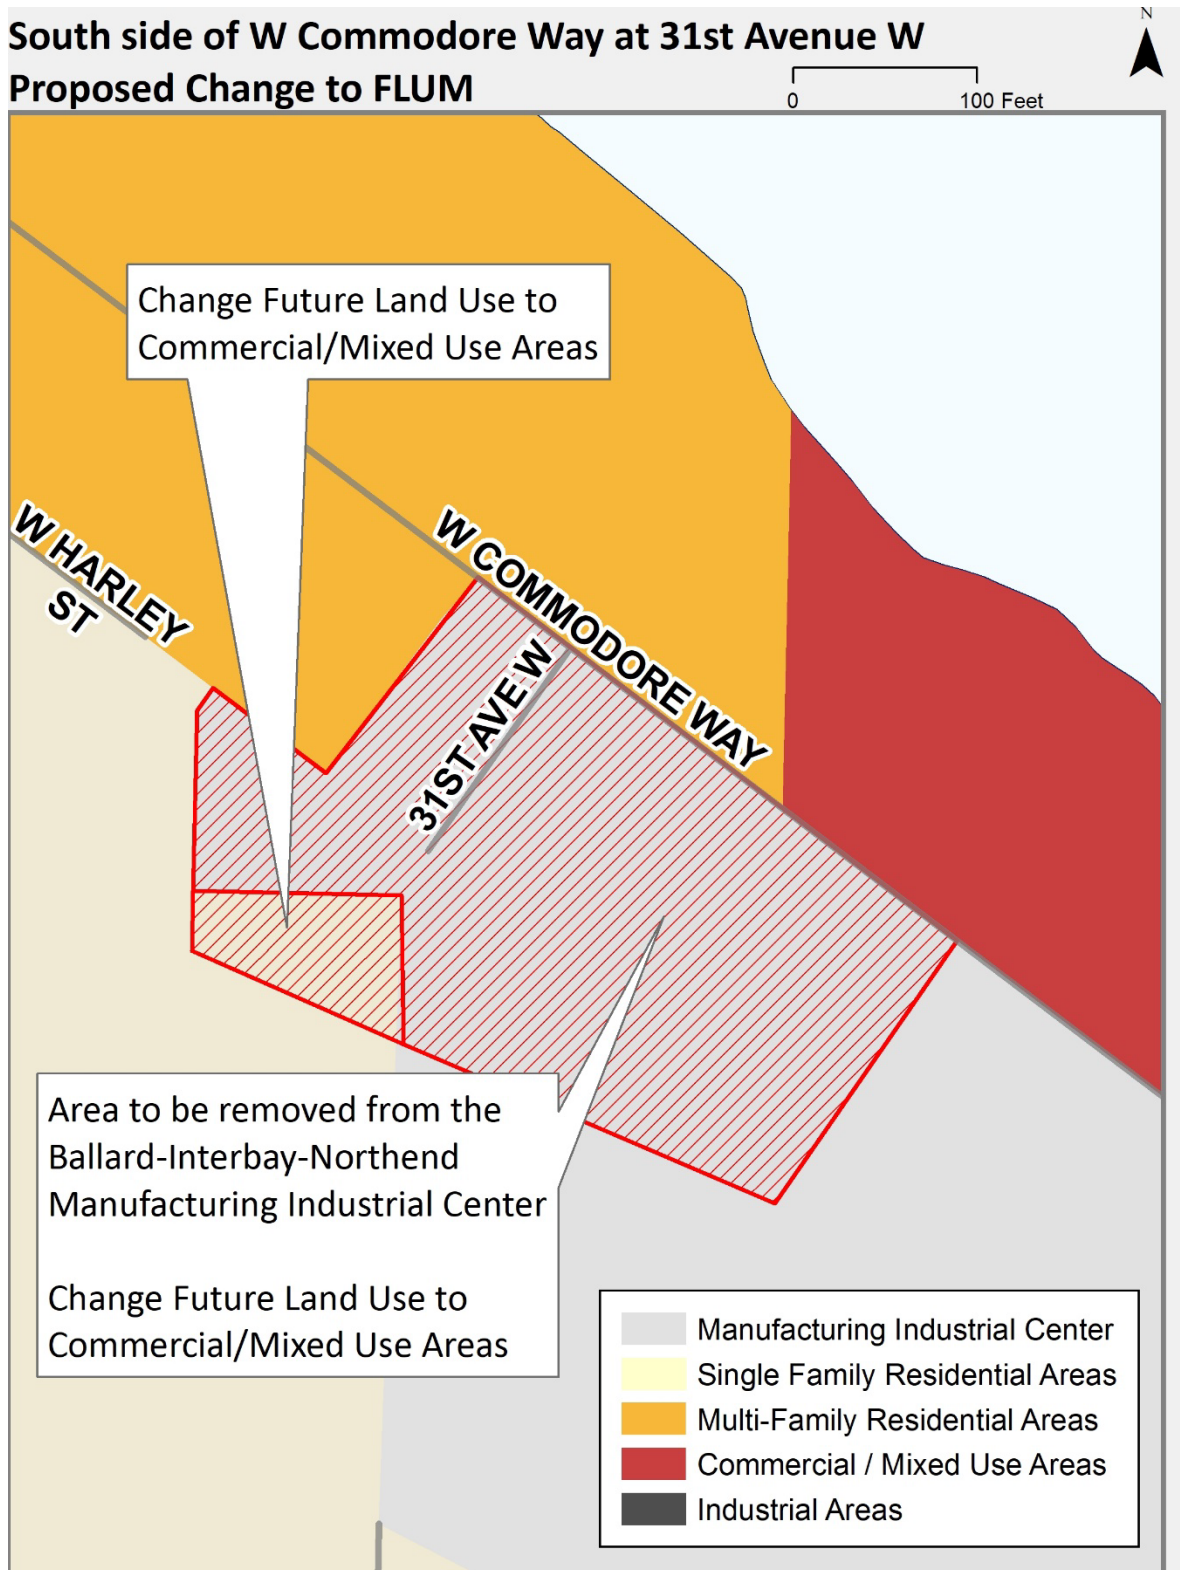 South side of W Commodore Way at 31st Avenue W
Proposed Change to FLUM
N
0 100 Feet
Change Future Land Use to
Commercial/Mixed Use Areas
W HARLEY
ST
W COMMODORE WAY
31ST AVE W
Area to be removed from the
Ballard-Interbay-Northend
Manufacturing Industrial Center
Change Future Land Use to
Commercial/Mixed Use Areas
Manufacturing Industrial Center
Single Family Residential Areas
Multi-Family Residential Areas
Commercial / Mixed Use Areas
Industrial Areas